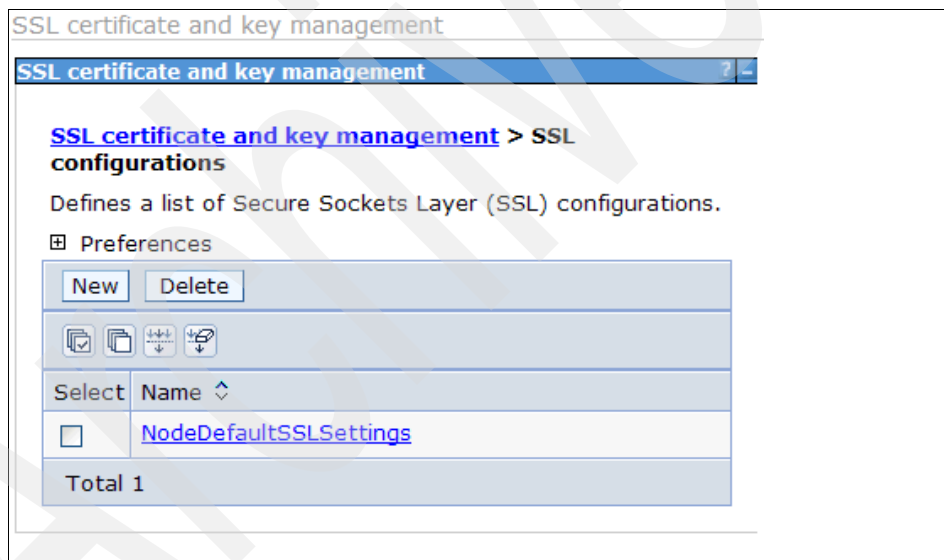 SSL certificate and key management
SSL certificate and key management ? -
SSL certificate and key management > SSL
configurations
Defines a list of Secure Sockets Layer (SSL) configurations.
Preferences
New Delete
Select Name
NodeDefaultSSLSettings
Total 1